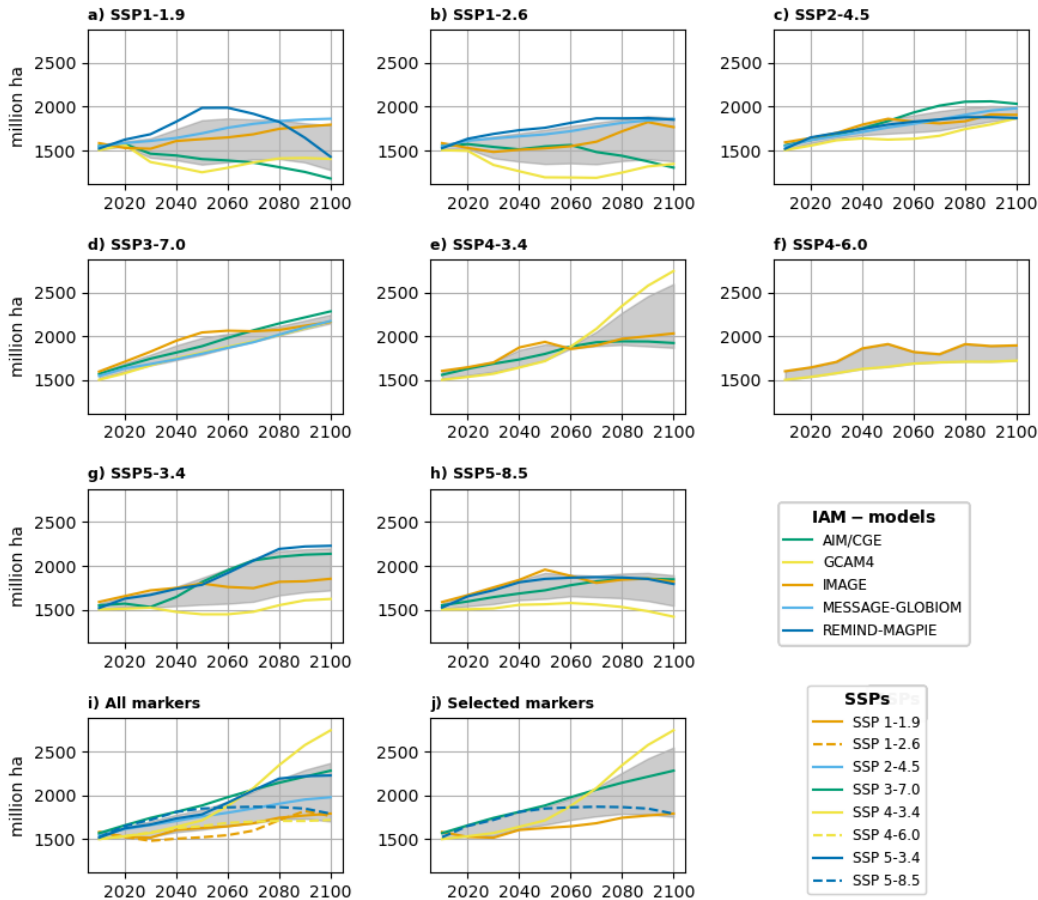 a) SSP1-1.9
b) SSP1-2.6
c) SSP2-4.5
million ha
2500
2000
1500
2020 2040 2060 2080 2100
2500
2000
1500
2020 2040 2060 2080 2100
2500
2000
1500
2020 2040 2060 2080 2100
d) SSP3-7.0
e) SSP4-3.4
f) SSP4-6.0
million ha
2500
2000
1500
2020 2040 2060 2080 2100
2500
2000
1500
2020 2040 2060 2080 2100
2500
2000
1500
2020 2040 2060 2080 2100
g) SSP5-3.4
h) SSP5-8.5
million ha
2500
2000
1500
2020 2040 2060 2080 2100
2500
2000
1500
2020 2040 2060 2080 2100
IAM – models
AIM/CGE
GCAM4
IMAGE
MESSAGE-GLOBIOM
REMIND-MAGPIE
i) All markers
j) Selected markers
million ha
2500
2000
1500
2020 2040 2060 2080 2100
2500
2000
1500
2020 2040 2060 2080 2100
SSPs
SSP 1-1.9
SSP 1-2.6
SSP 2-4.5
SSP 3-7.0
SSP 4-3.4
SSP 4-6.0
SSP 5-3.4
SSP 5-8.5